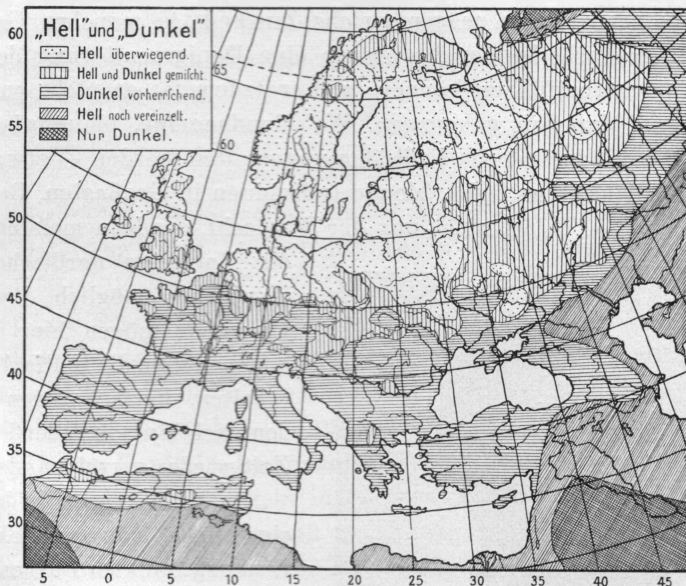 „Hell" und „Dunkel"
Hell überwiegend.
Hell und Dunkel gemischt.
Dunkel vorherrschend.
Hell noch vereinzelt.
Nur Dunkel.
60
65
55
60
50
45
40
35
30
5 0 5 10 15 20 25 30 35 40 45